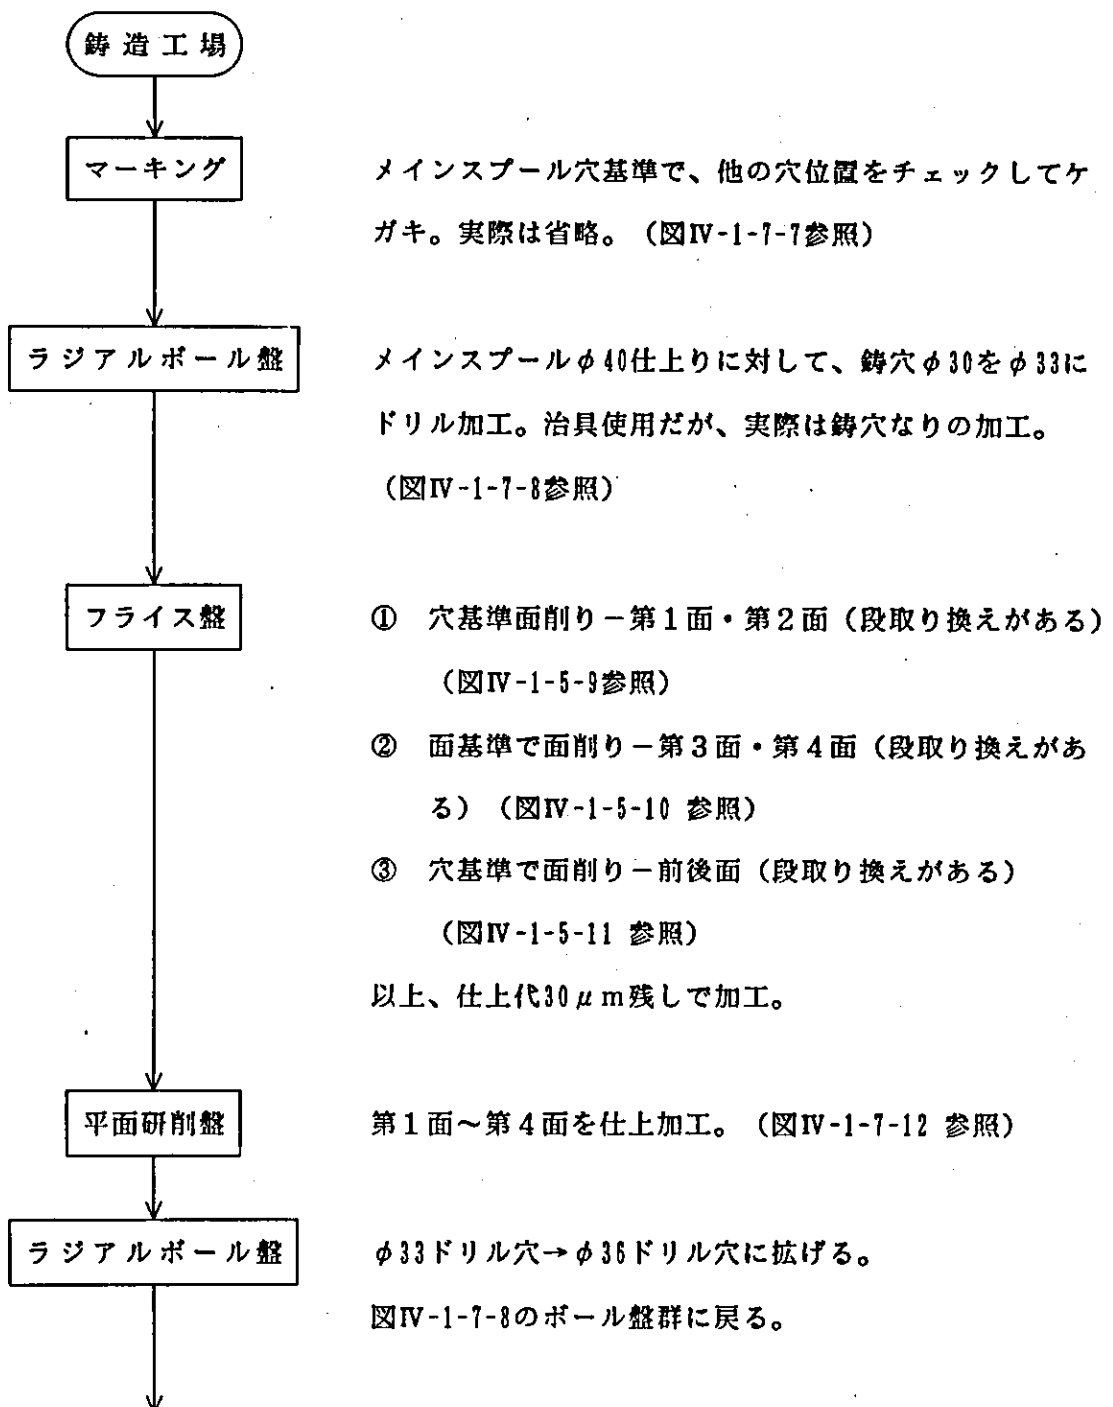 鋳造工場
マーキング
メインスプール穴基準で、他の穴位置をチェックしてケ
ガキ。実際は省略。（図Ⅳ-1-7-7参照）
ラジアルボール盤
メインスプールφ40仕上りに対して、鋳穴φ30をφ33に
ドリル加工。治具使用だが、実際は鋳穴なりの加工。
（図Ⅳ-1-7-8参照）
フライス盤
① 穴基準面削り－第1面・第2面（段取り換えがある）
（図Ⅳ-1-5-9参照）
② 面基準で面削り－第3面・第4面（段取り換えがあ
る）（図Ⅳ-1-5-10 参照）
③ 穴基準で面削り－前後面（段取り換えがある）
（図Ⅳ-1-5-11 参照）
以上、仕上代30μm残しで加工。
平面研削盤
第1面～第4面を仕上加工。（図Ⅳ-1-7-12 参照）
ラジアルボール盤
φ33ドリル穴→φ36ドリル穴に拡げる。
図Ⅳ-1-7-8のボール盤群に戻る。